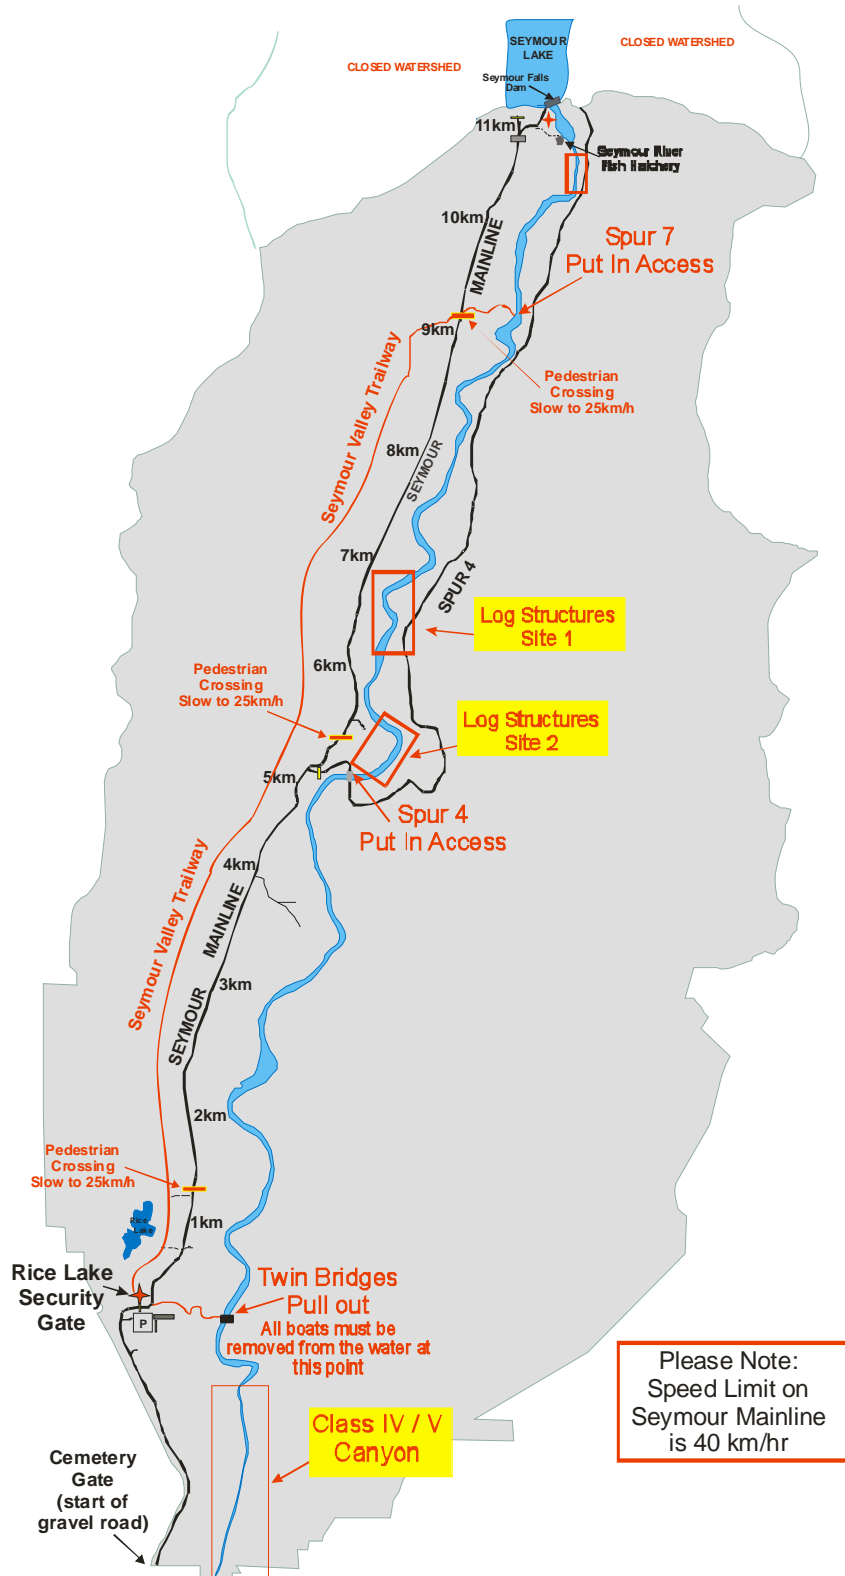 SEYMOUR
LAKE
CLOSED WATERSHED
CLOSED WATERSHED
Seymour Falls
Dam
11km
Seymour River
Fish Hatchery
10km
MAINLINE
Spur 7
Put In Access
9km
Pedestrian
Crossing
Slow to 25km/h
Seymour Valley Trailway
8km
SEYMOUR
7km
SPUR 4
Log Structures
Site 1
6km
Pedestrian
Crossing
Slow to 25km/h
Log Structures
Site 2
5km
Spur 4
Put In Access
4km
Seymour Valley Trailway
MAINLINE
3km
SEYMOUR
2km
Pedestrian
Crossing
Slow to 25km/h
1km
Rice
Lake
Rice Lake
Security
Gate
P
Twin Bridges
Pull out
All boats must be
removed from the water at
this point
Please Note:
Speed Limit on
Seymour Mainline
is 40 km/hr
Class IV / V
Canyon
Cemetery
Gate
(start of
gravel road)